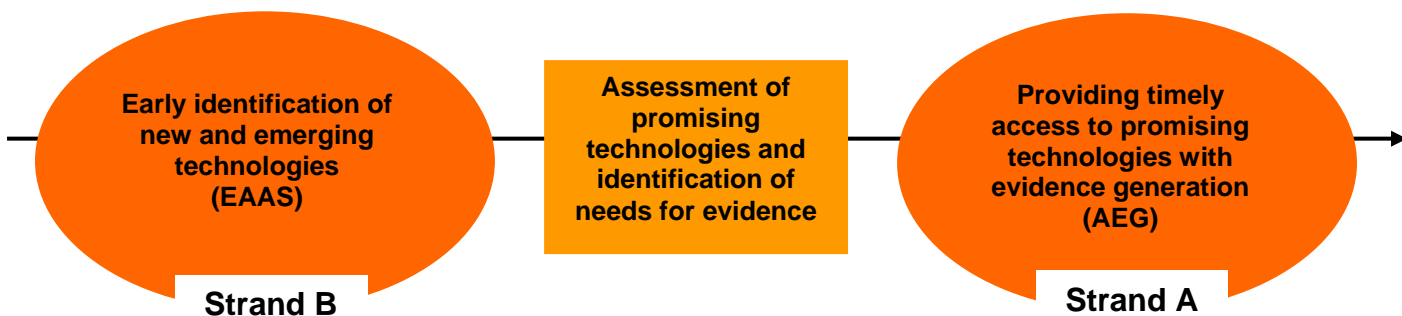 Early identification of
new and emerging
technologies
(EAAS)
Strand B
Assessment of
promising
technologies and
identification of
needs for evidence
Providing timely
access to promising
technologies with
evidence generation
(AEG)
Strand A